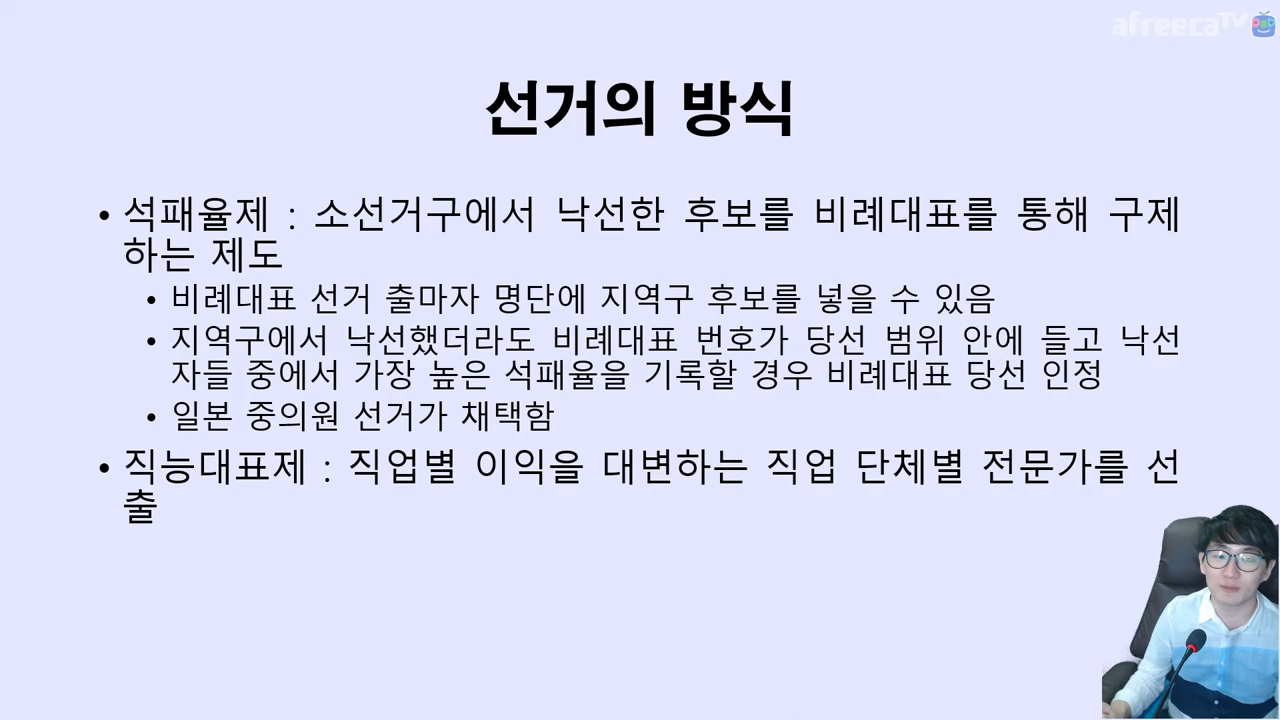 afreecaTV
선거의 방식
• 석패율제 : 소선거구에서 낙선한 후보를 비례대표를 통해 구제
하는 제도
• 비례대표 선거 출마자 명단에 지역구 후보를 넣을 수 있음
• 지역구에서 낙선했더라도 비례대표 번호가 당선 범위 안에 들고 낙선
자들 중에서 가장 높은 석패율을 기록할 경우 비례대표 당선 인정
• 일본 중의원 선거가 채택함
• 직능대표제 : 직업별 이익을 대변하는 직업 단체별 전문가를 선
출